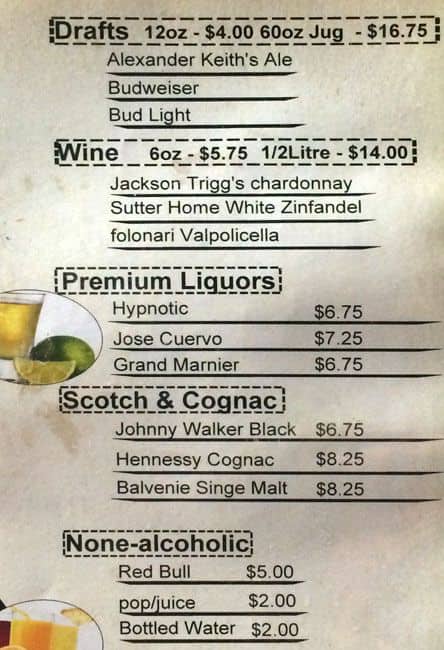 Drafts 12oz - $4.00 60oz Jug - $16.75
Alexander Keith's Ale
Budweiser
Bud Light
Wine 6oz - $5.75 1/2Litre - $14.00
Jackson Trigg's chardonnay
Sutter Home White Zinfandel
folonari Valpolicella
Premium Liquors
Hypnotic $6.75
Jose Cuervo $7.25
Grand Marnier $6.75
Scotch & Cognac
Johnny Walker Black $6.75
Hennessy Cognac $8.25
Balvenie Singe Malt $8.25
None-alcoholic
Red Bull $5.00
pop/juice $2.00
Bottled Water $2.00